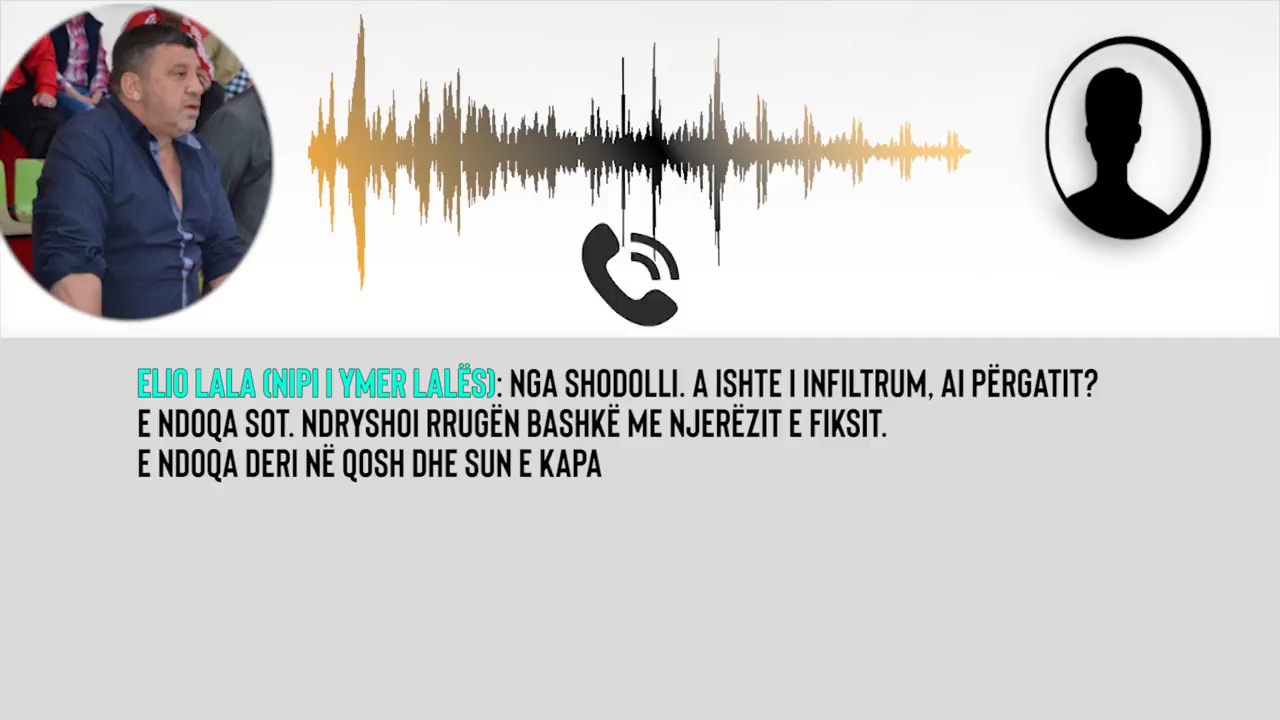 ELJO LALA (NIPI I YMER LALËS): NGA SHODOLLI. A ISHTE I INFILTRUM, AI PËRGATIT?
E NDOQA SOT. NDRYSHOI RRUGËN BASHKË ME NJERËZIT E FIKSIT.
E NDOQA DERI NË QOSH DHE SUN E KAPA